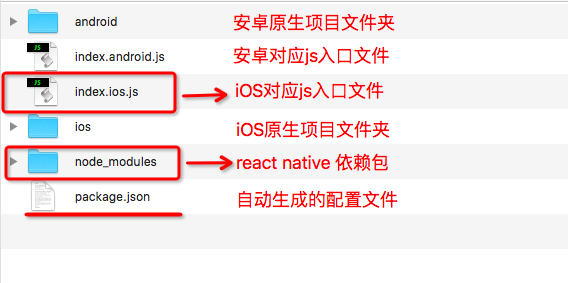 android 安卓原生项目文件夹
JS index.android.js 安卓对应js入口文件
JS index.ios.js iOS对应js入口文件
ios iOS原生项目文件夹
node_modules react native 依赖包
package.json 自动生成的配置文件